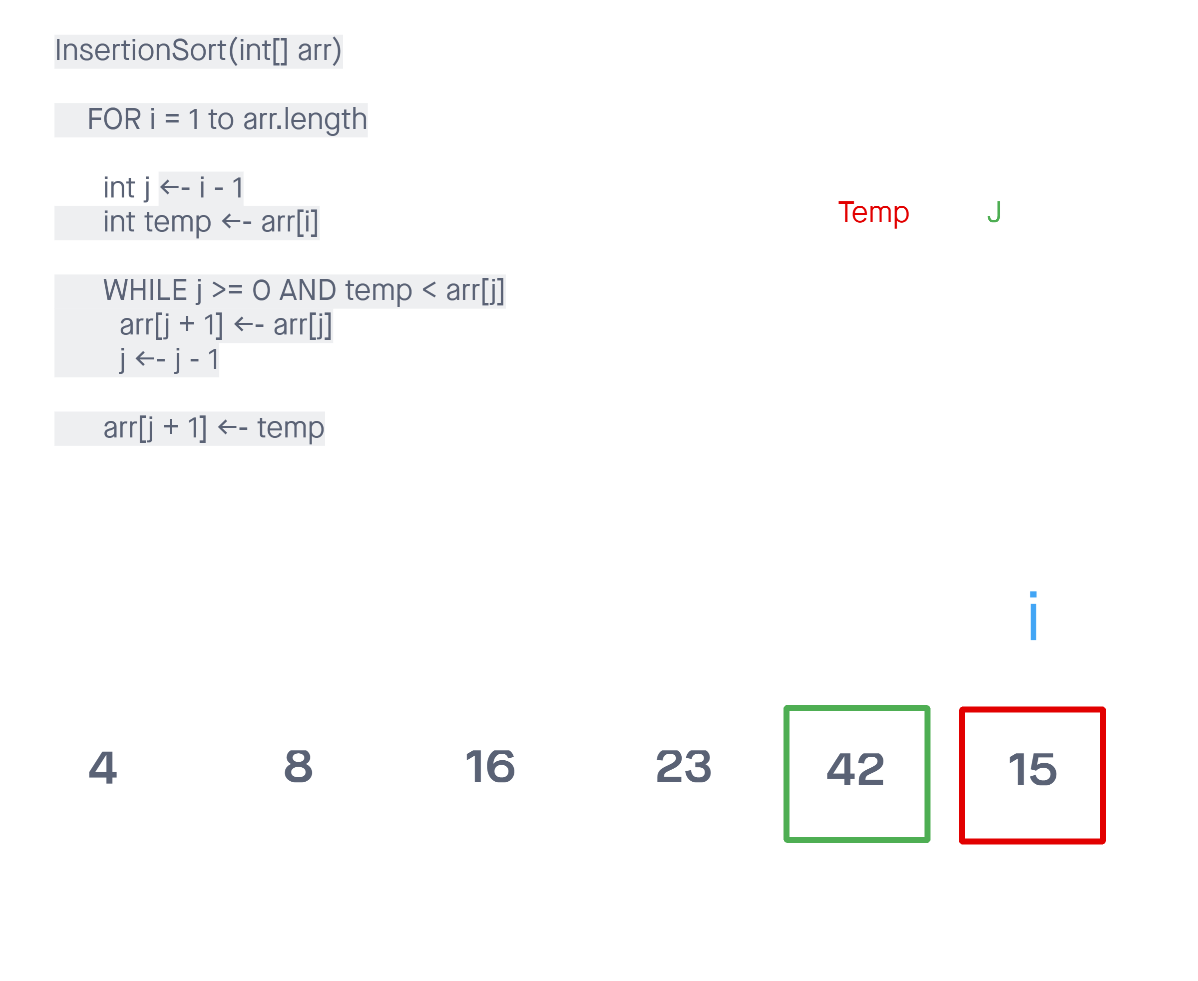 InsertionSort(int[] arr)
FOR i = 1 to arr.length
int j <- i - 1
int temp <- arr[i]
WHILE j >= 0 AND temp < arr[j]
arr[j + 1] <- arr[j]
j <- j - 1
arr[j + 1] <- temp
Temp J
i
4 8 16 23 42 15